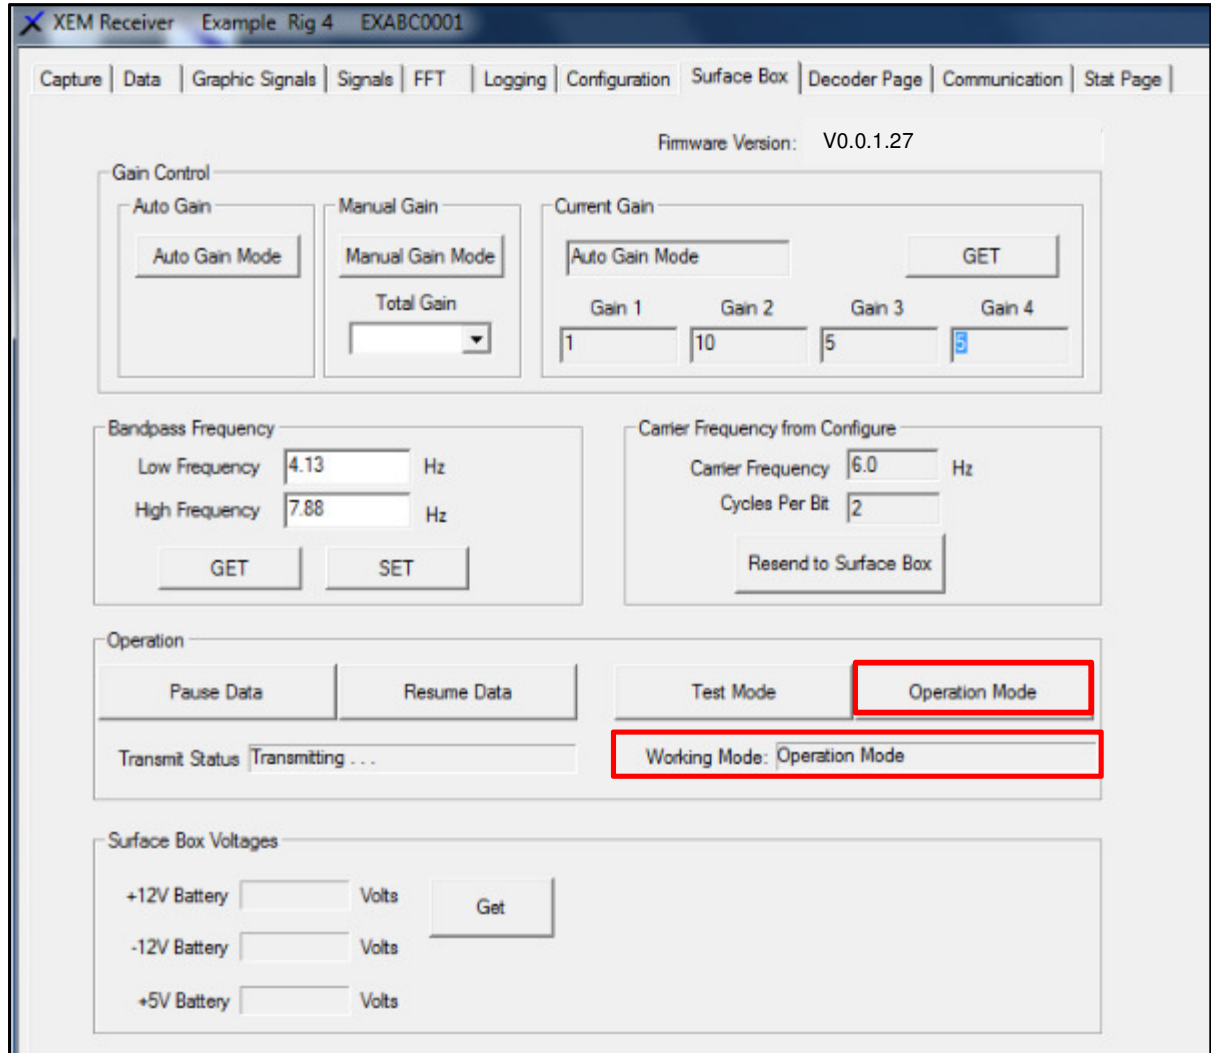 XEM Receiver Example Rig 4 EXABC0001
Capture Data Graphic Signals Signals FFT Logging Configuration Surface Box Decoder Page Communication Stat Page
Firmware Version: V0.0.1.27
Gain Control
Auto Gain Manual Gain Current Gain
Auto Gain Mode Manual Gain Mode Auto Gain Mode GET
Total Gain Gain 1 Gain 2 Gain 3 Gain 4
1 10 5 5
Bandpass Frequency Carrier Frequency from Configure
Low Frequency 4.13 Hz Carrier Frequency 6.0 Hz
High Frequency 7.88 Hz Cycles Per Bit 2
GET SET Resend to Surface Box
Operation
Pause Data Resume Data Test Mode Operation Mode
Transmit Status Transmitting . . . Working Mode: Operation Mode
Surface Box Voltages
+12V Battery Volts Get
-12V Battery Volts
+5V Battery Volts